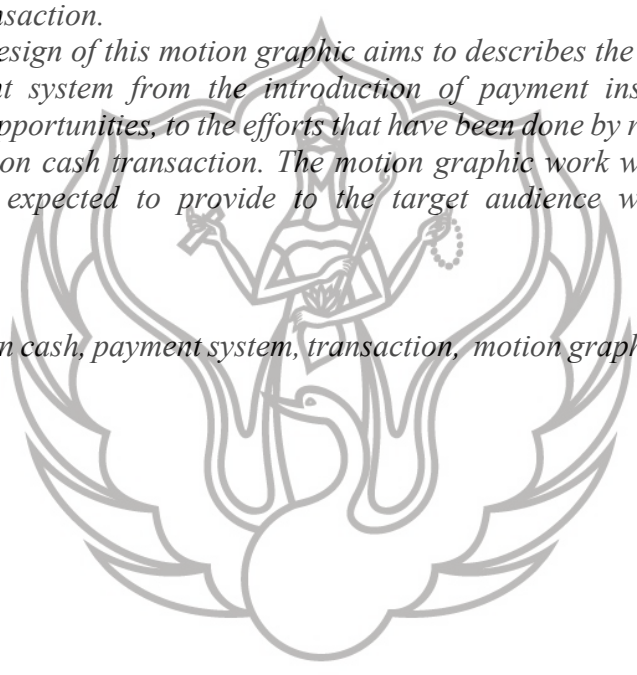 nsaction.
esign of this motion graphic aims to describes the
nt system from the introduction of payment ins
pportunities, to the efforts that have been done by r
on cash transaction. The motion graphic work w
expected to provide to the target audience w
n cash, payment system, transaction, motion graph